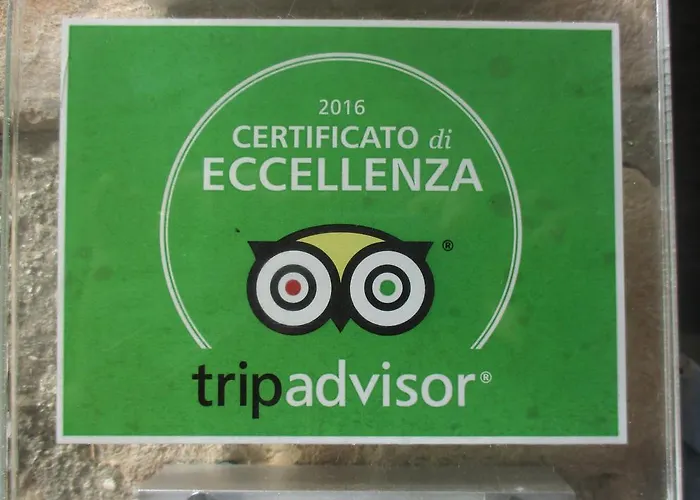 2016
CERTIFICATO di
ECCELLENZA
®
tripadvisor®